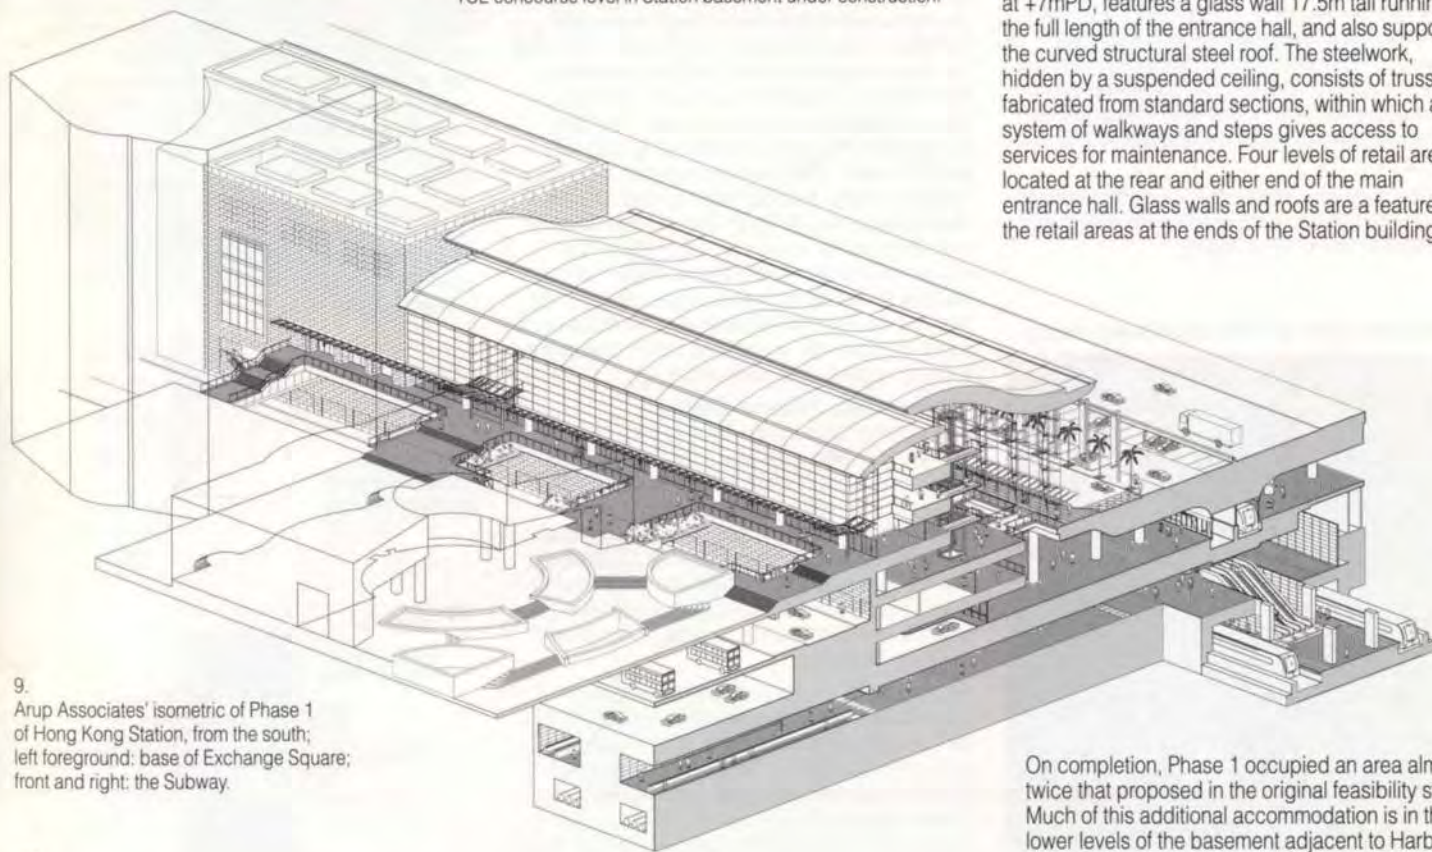 TCL concourse level in Station basement under construction.
at +7mPD, features a glass wall 17.5m tall runnin
the full length of the entrance hall, and also suppo
the curved structural steel roof. The steelwork,
hidden by a suspended ceiling, consists of truss
fabricated from standard sections, within which a
system of walkways and steps gives access to
services for maintenance. Four levels of retail are
located at the rear and either end of the main
entrance hall. Glass walls and roofs are a feature
the retail areas at the ends of the Station building
9.
Arup Associates' isometric of Phase 1
of Hong Kong Station, from the south;
left foreground: base of Exchange Square;
front and right: the Subway.
On completion, Phase 1 occupied an area alm
twice that proposed in the original feasibility s
Much of this additional accommodation is in th
lower levels of the basement adjacent to Harb